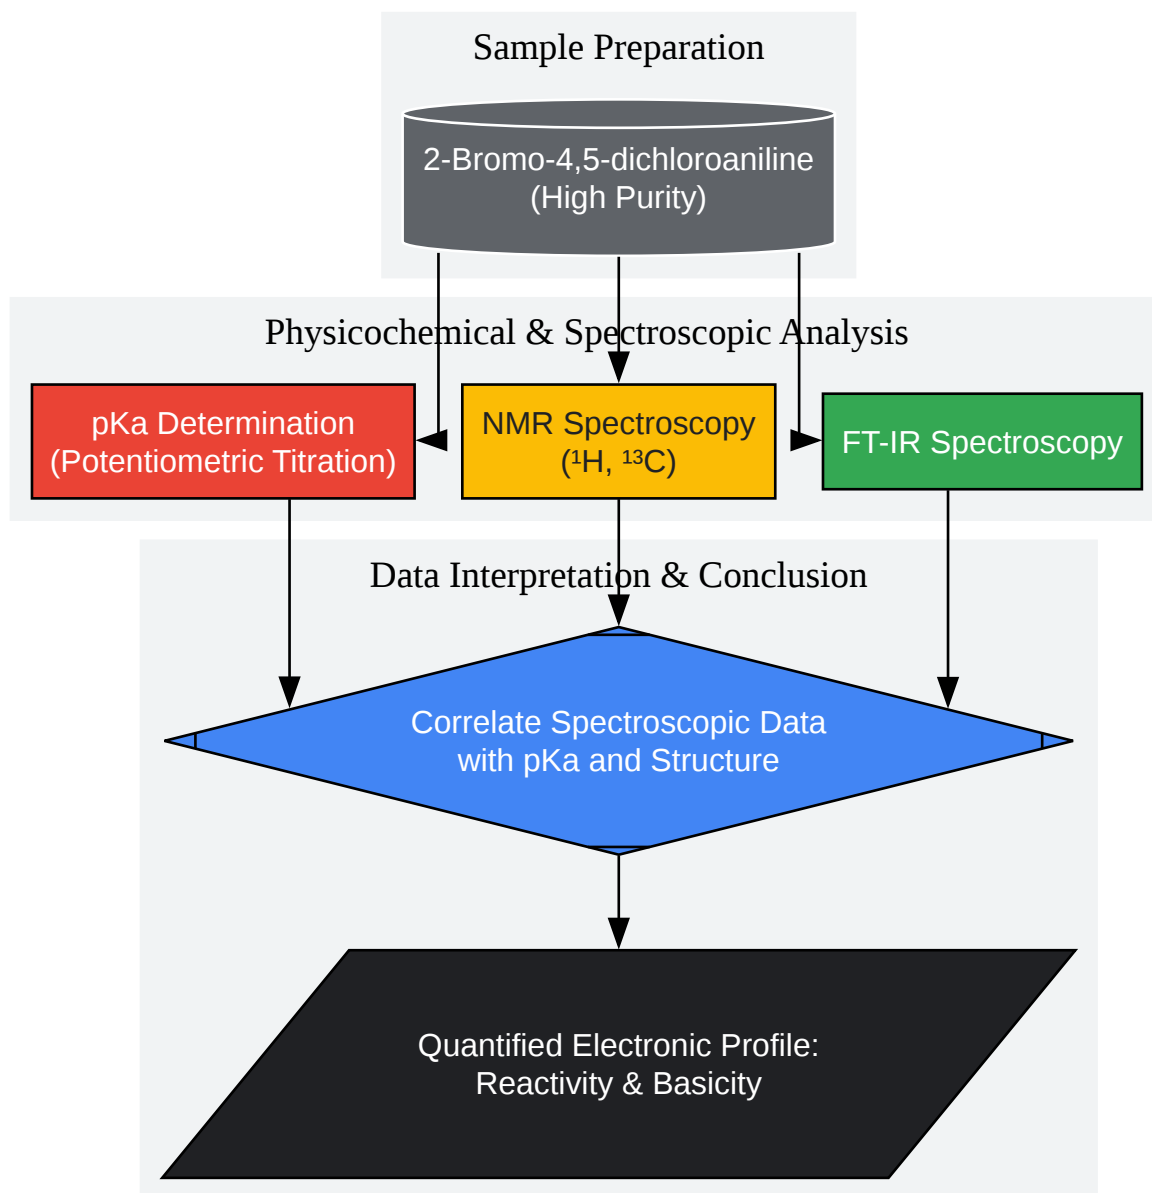 Sample Preparation
2-Bromo-4,5-dichloroaniline
(High Purity)
Physicochemical & Spectroscopic Analysis
pKa Determination
(Potentiometric Titration)
NMR Spectroscopy
(¹H, ¹³C)
FT-IR Spectroscopy
Data Interpretation & Conclusion
Correlate Spectroscopic Data
with pKa and Structure
Quantified Electronic Profile:
Reactivity & Basicity